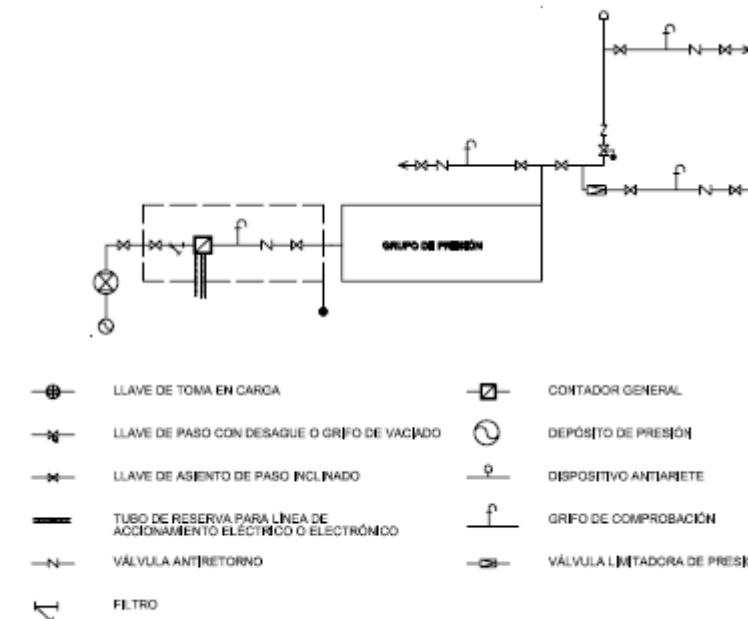 GRUPO DE PRESIÓN
LLAVE DE TOMA EN CARGA
CONTADOR GENERAL
LLAVE DE PASO CON DESAGUE O GRIFO DE VACIADO
DEPÓSITO DE PRESIÓN
LLAVE DE ASIENTO DE PASO INCLINADO
DISPOSITIVO ANTIARIETE
TUBO DE RESERVA PARA LÍNEA DE
ACCIONAMIENTO ELÉCTRICO O ELECTRÓNICO
GRIFO DE COMPROBACIÓN
VÁLVULA ANTIRETORNO
VÁLVULA LIMITADORA DE PRESIÓ
FILTRO